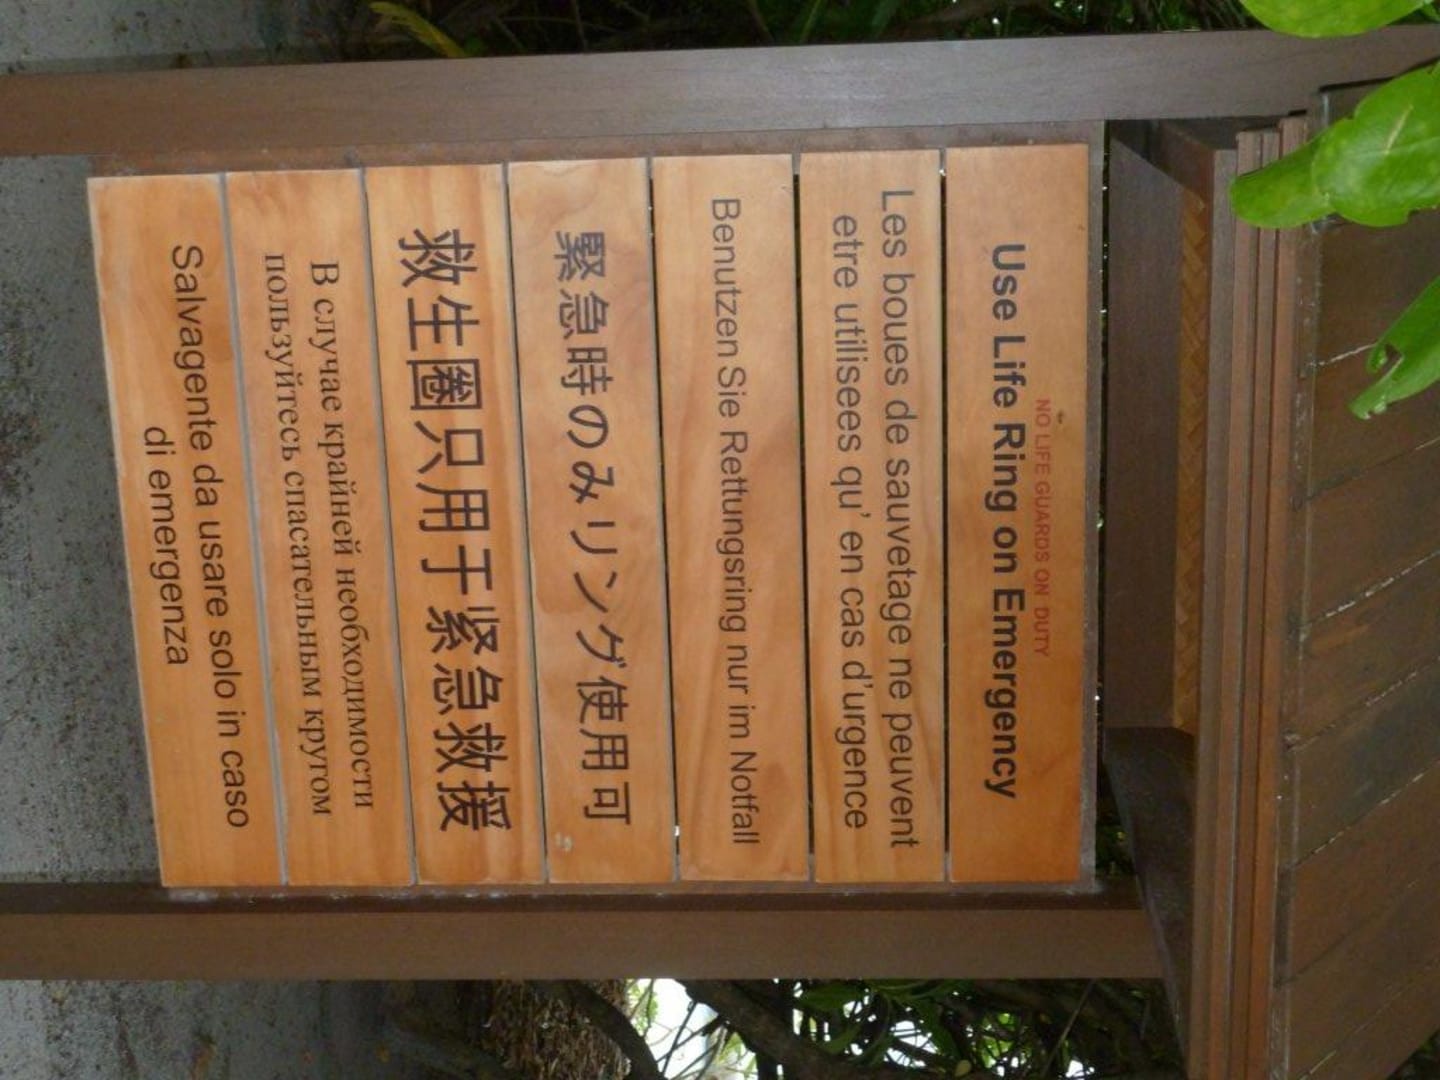 NO LIFE GUARDS ON DUTY
Use Life Ring on Emergency
Les boues de sauvetage ne peuvent
etre utilisees qu' en cas d'urgence
Benutzen Sie Rettungsring nur im Notfall
緊急時のみリング使用可
救生圈只用于紧急救援
В случае крайней необходимости
пользуйтесь спасательным кругом
Salvagente da usare solo in caso
di emergenza